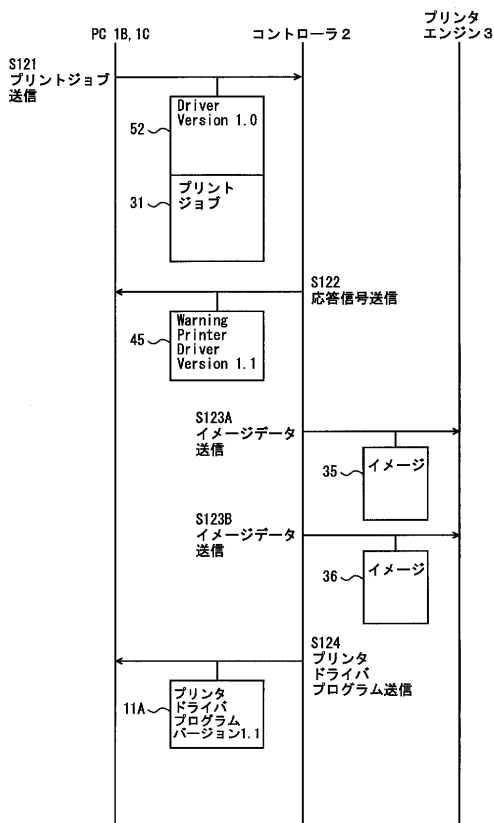 PC 1B,1C
コントローラ2
プリンタ
エンジン3
S121
プリントジョブ
送信
52
Driver
Version 1.0
31
プリント
ジョブ
S122
応答信号送信
45
Warning
Printer
Driver
Version 1.1
S123A
イメージデータ
送信
35
イメージ
S123B
イメージデータ
送信
36
イメージ
S124
プリンタ
ドライバ
プログラム送信
11A
プリンタ
ドライバ
プログラム
バージョン1.1